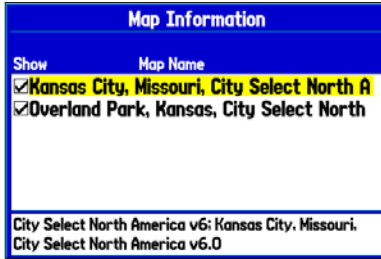 Map Information
Show Map Name
Kansas City, Missouri, City Select North A
Overland Park, Kansas, City Select North
City Select North America v6; Kansas City, Missouri,
City Select North America v6.0